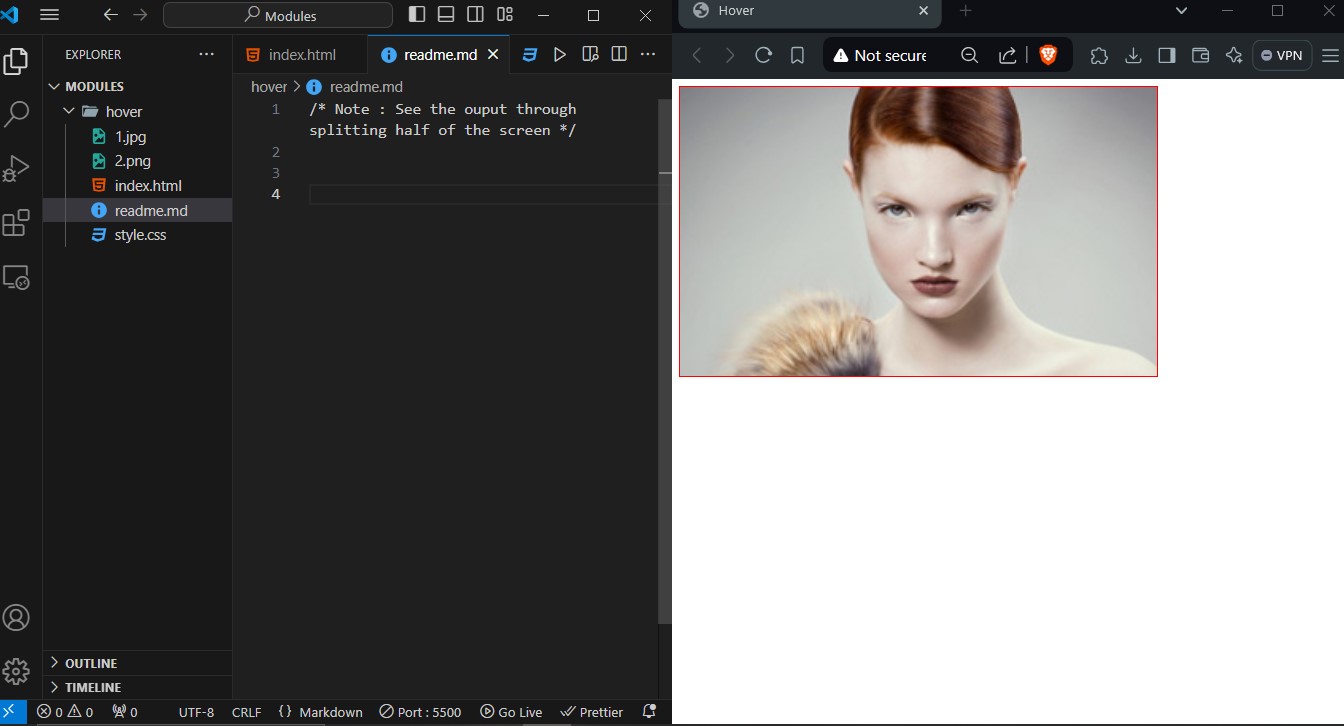 Modules
EXPLORER
MODULES
hover
1.jpg
2.png
index.html
readme.md
style.css
OUTLINE
TIMELINE
index.html
readme.md
hover > readme.md
1 /* Note : See the ouput through
splitting half of the screen */
2
3
4
0 0 0 UTF-8 CRLF {} Markdown Port : 5500 Go Live Prettier
Hover
Not secure
VPN